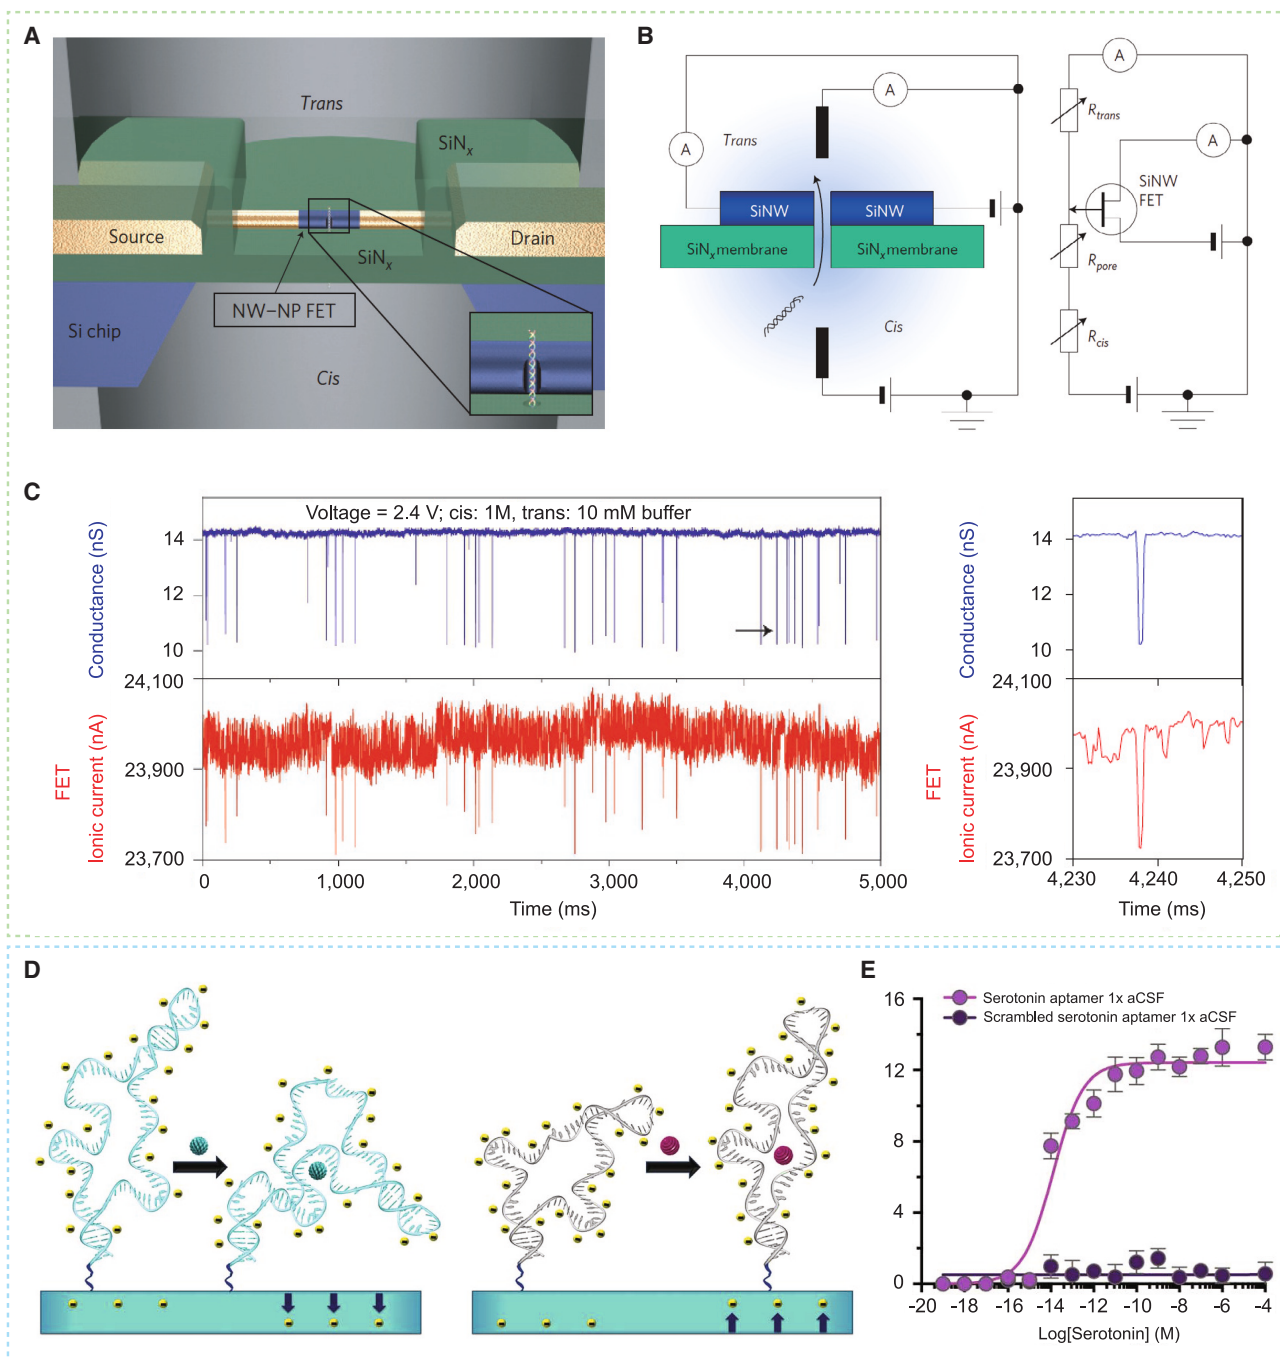 A
Trans
SiNx
Source
Drain
SiNx
NW–NP FET
Si chip
Cis
B
A
A
Trans
A
SiNW
SiNW
SiNx membrane
SiNx membrane
Cis
Rtrans
A
SiNW
FET
Rpore
Rcis
C
Voltage = 2.4 V; cis: 1M, trans: 10 mM buffer
Conductance (nS)
14
12
10
24,100
FET
Ionic current (nA)
23,900
23,700
0 1,000 2,000 3,000 4,000 5,000
Time (ms)
Conductance (nS)
14
12
10
24,100
FET
Ionic current (nA)
23,900
23,700
4,230 4,240 4,250
Time (ms)
D
E
Serotonin aptamer 1x aCSF
Scrambled serotonin aptamer 1x aCSF
16
12
8
4
0
-20 -18 -16 -14 -12 -10 -8 -6 -4
Log[Serotonin] (M)